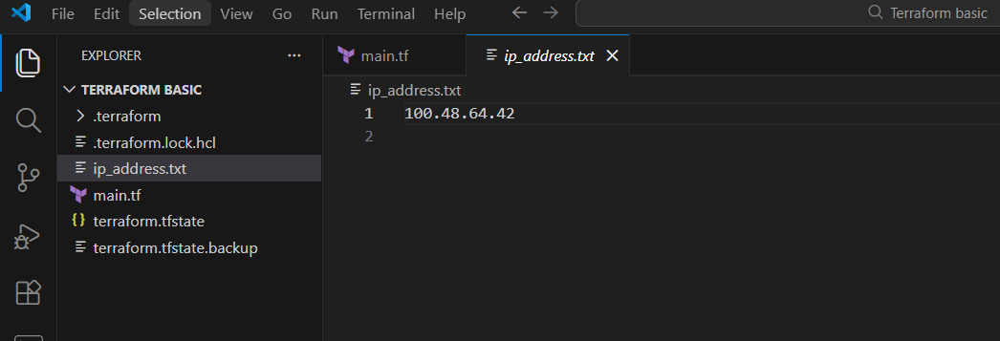 File Edit Selection View Go Run Terminal Help Terraform basic
EXPLORER ...
TERRAFORM BASIC
.terraform
.terraform.lock.hcl
ip_address.txt
main.tf
{} terraform.tfstate
terraform.tfstate.backup
main.tf ip_address.txt
ip_address.txt
1 100.48.64.42
2